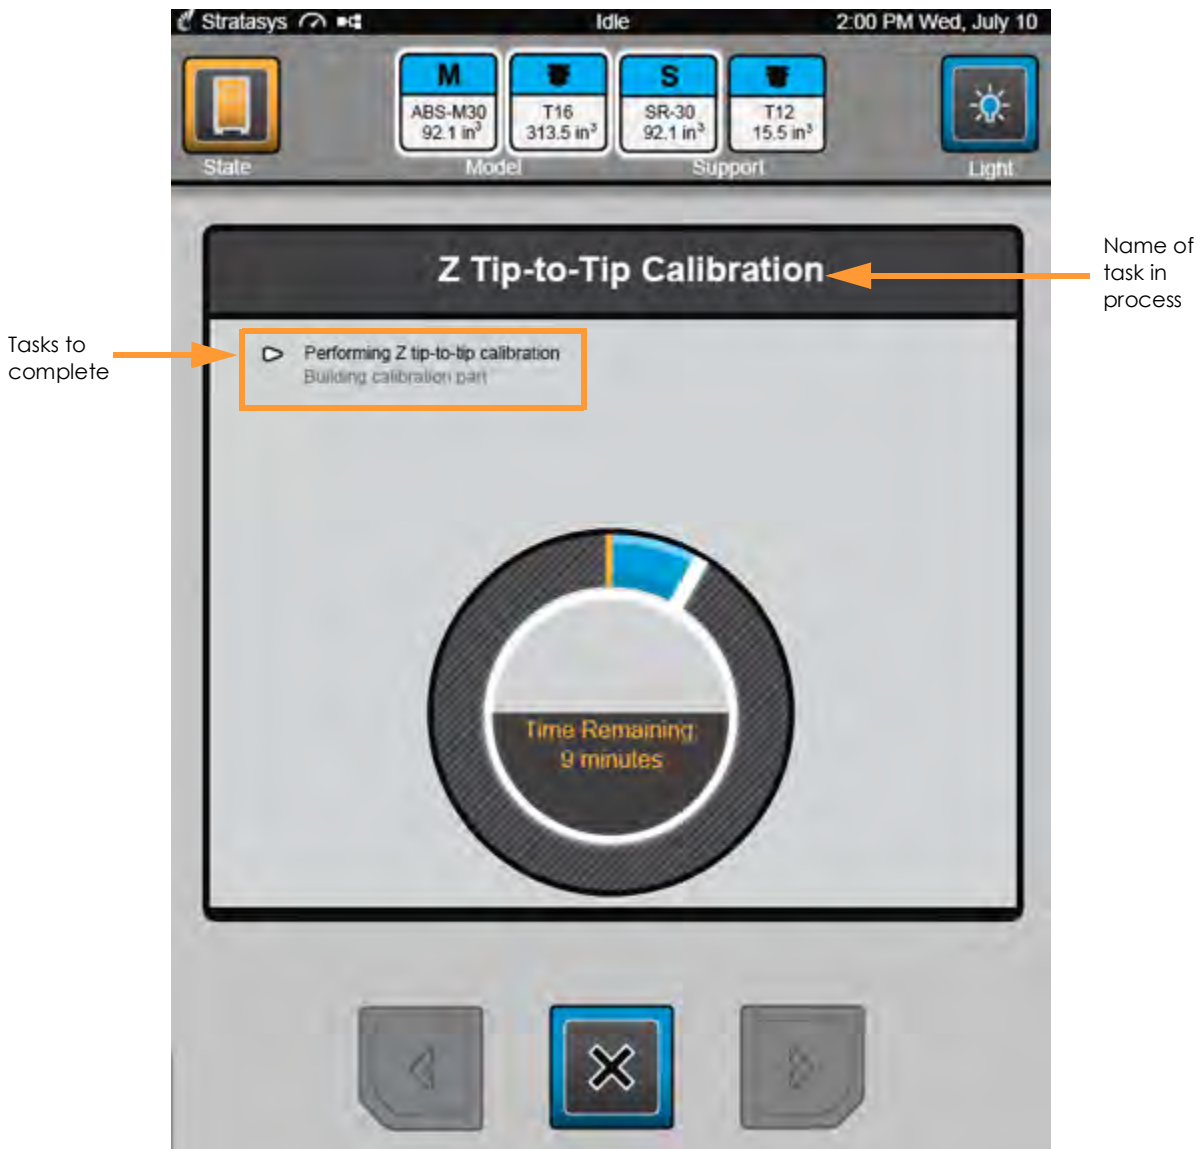 Stratasys
Idle
2:00 PM Wed, July 10
M
S
ABS-M30
92.1 in³
T16
313.5 in³
SR-30
92.1 in³
T12
15.5 in³
State
Model
Support
Light
Z Tip-to-Tip Calibration
Name of
task in
process
Tasks to
complete
Performing Z tip-to-tip calibration
Building calibration part
Time Remaining:
9 minutes